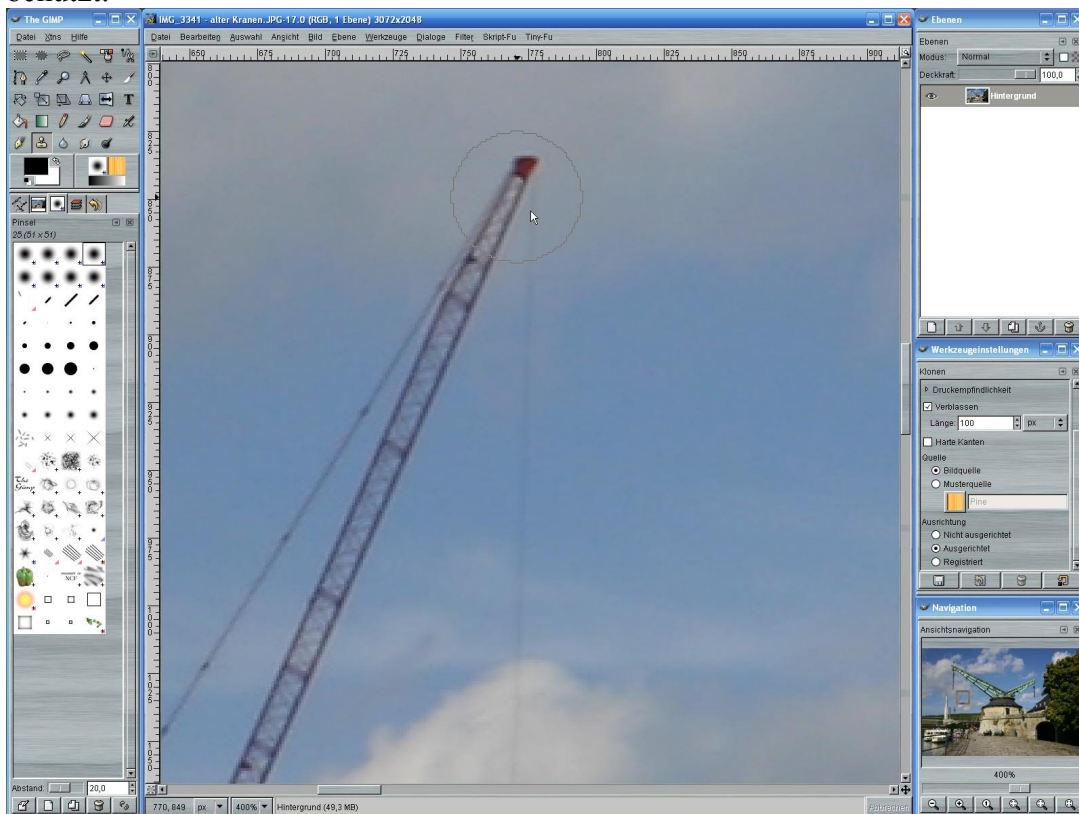 benutzt.
The GIMP
Datei Xtns Hilfe
Pinsel
25 (51 x 51)
Abstand: 20,0
IMG_3341 - alter Kranen.JPG-17.0 (RGB, 1 Ebene) 3072x2048
Datei Bearbeiten Auswahl Ansicht Bild Ebene Werkzeuge Dialoge Filter Skript-Fu Tiny-Fu
650 675 700 725 750 775 800 825 850 875 900
770, 849 px 400% Hintergrund (49,3 MB) Abbrechen
Ebenen
Ebenen
Modus: Normal
Deckkraft: 100,0
Hintergrund
Werkzeugeinstellungen
Klonen
Druckempfindlichkeit
Verblassen
Länge: 100 px
Harte Kanten
Quelle
Bildquelle
Musterquelle
Pine
Ausrichtung
Nicht ausgerichtet
Ausgerichtet
Registriert
Navigation
Ansichtsnavigation
400%